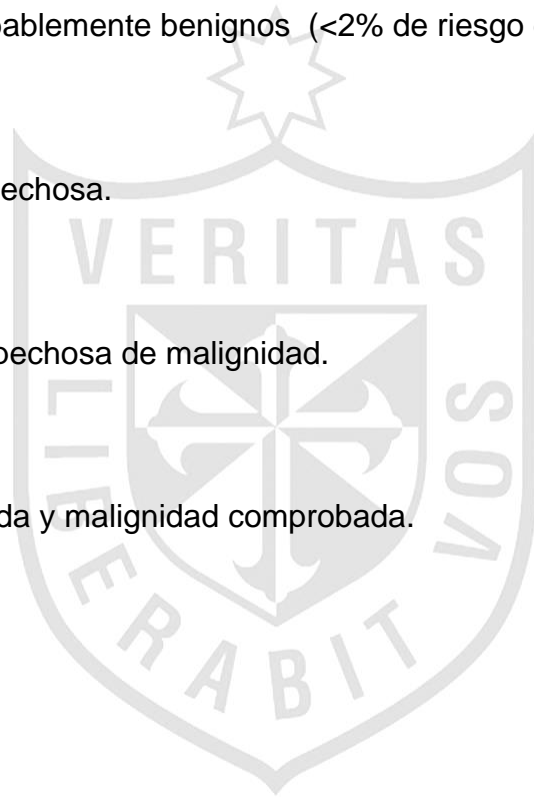 ablemente benignos (<2% de riesgo
echosa.
VERITAS
pechosa de malignidad.
da y malignidad comprobada.
LIBERABIT VOS